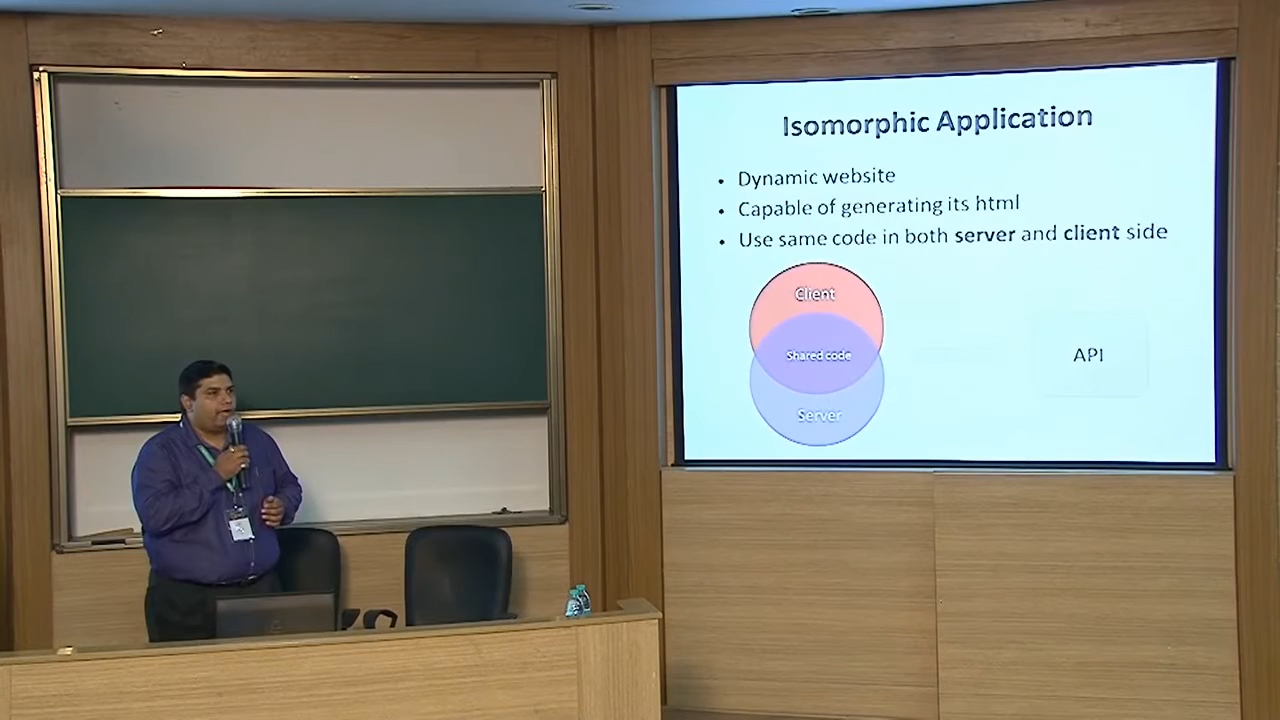 Isomorphic Application
• Dynamic website
• Capable of generating its html
• Use same code in both server and client side
Client
Shared code
API
Server